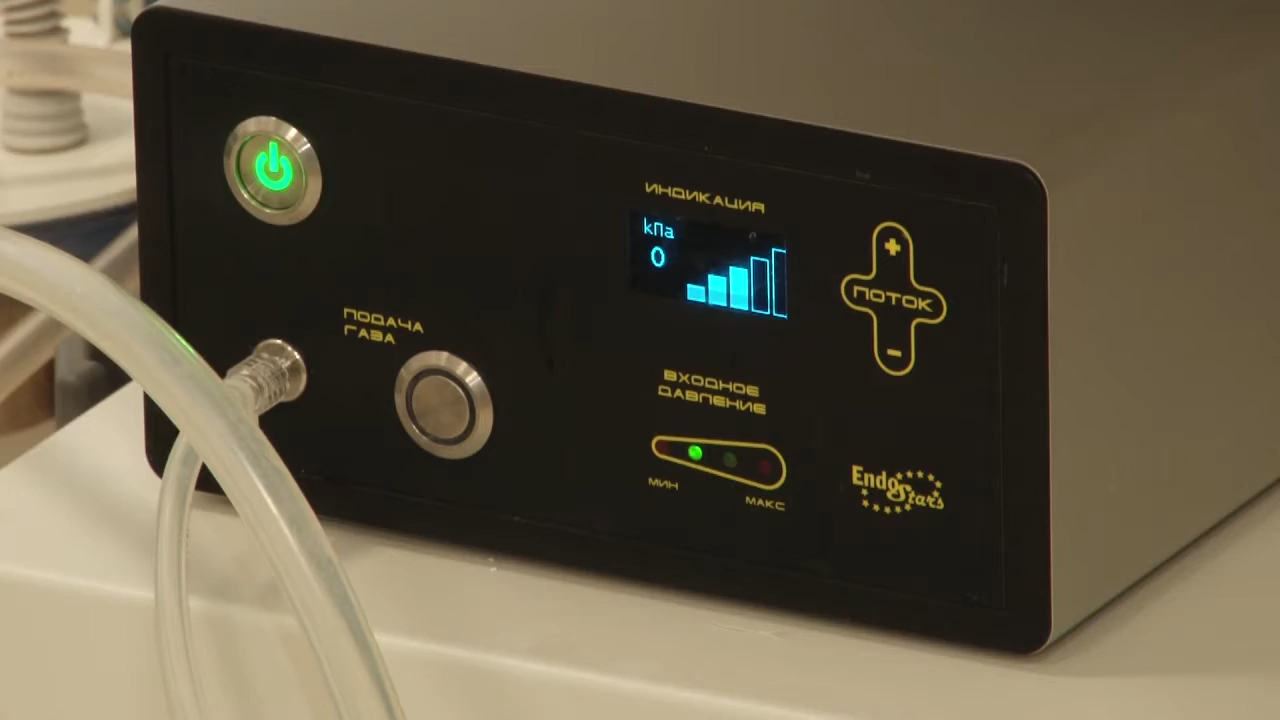 ИНДИКАЦИЯ
кПа
0
+
ПОТОК
-
ПОДАЧА
ГАЗА
ВХОДНОЕ
ДАВЛЕНИЕ
МИН
МАКС
EndoStars